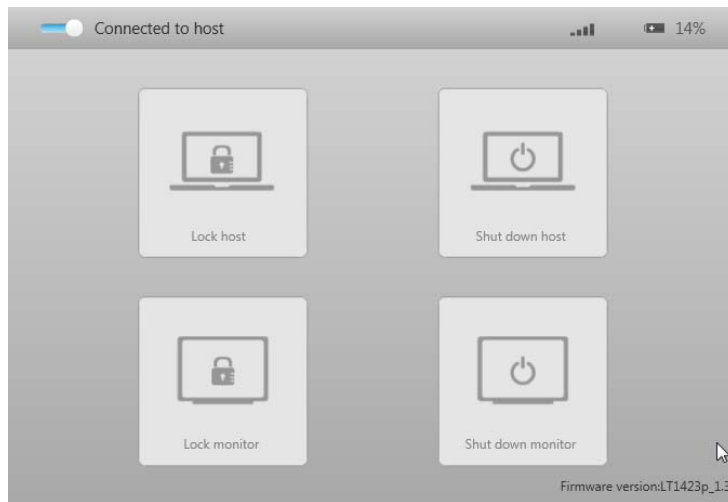 Connected to host
14%
Lock host
Shut down host
Lock monitor
Shut down monitor
Firmware version:LT1423p_1.3